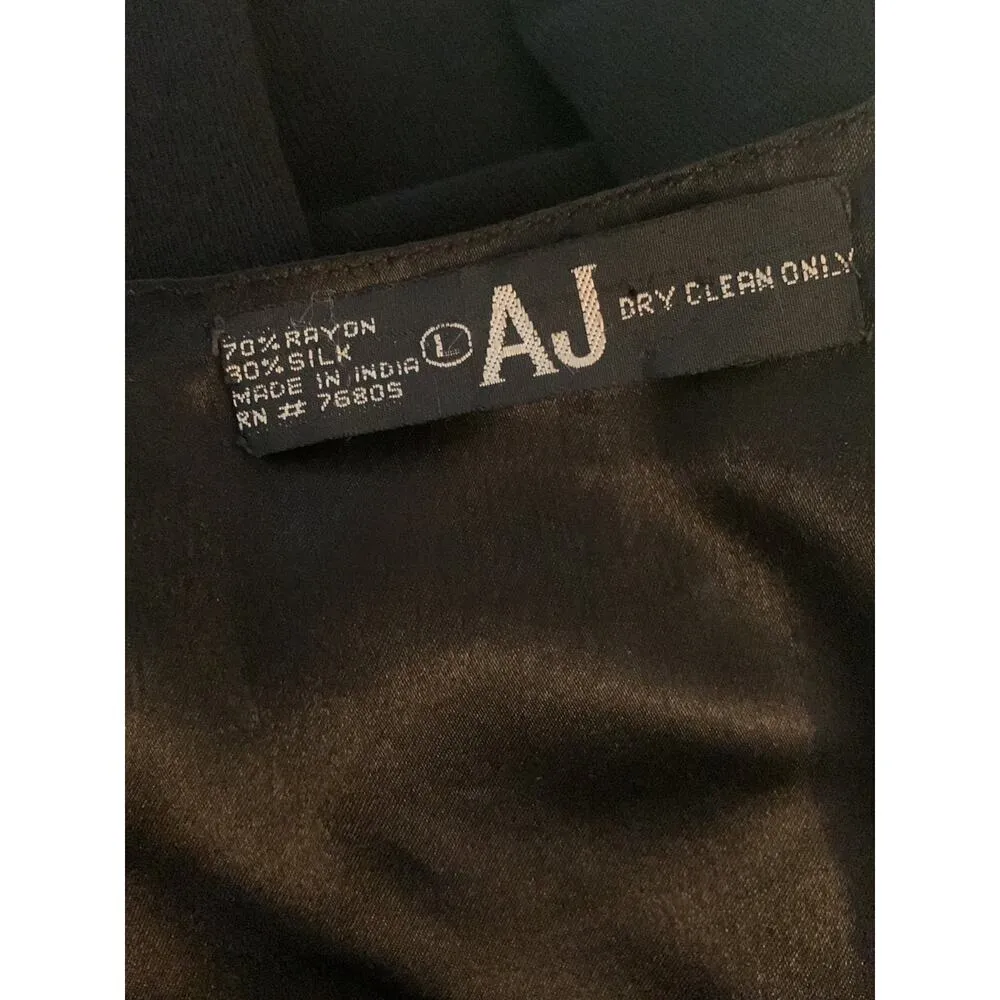 70% RAYON
30% SILK
MADE IN INDIA
RN # 76805
L
AJ
DRY CLEAN ONLY